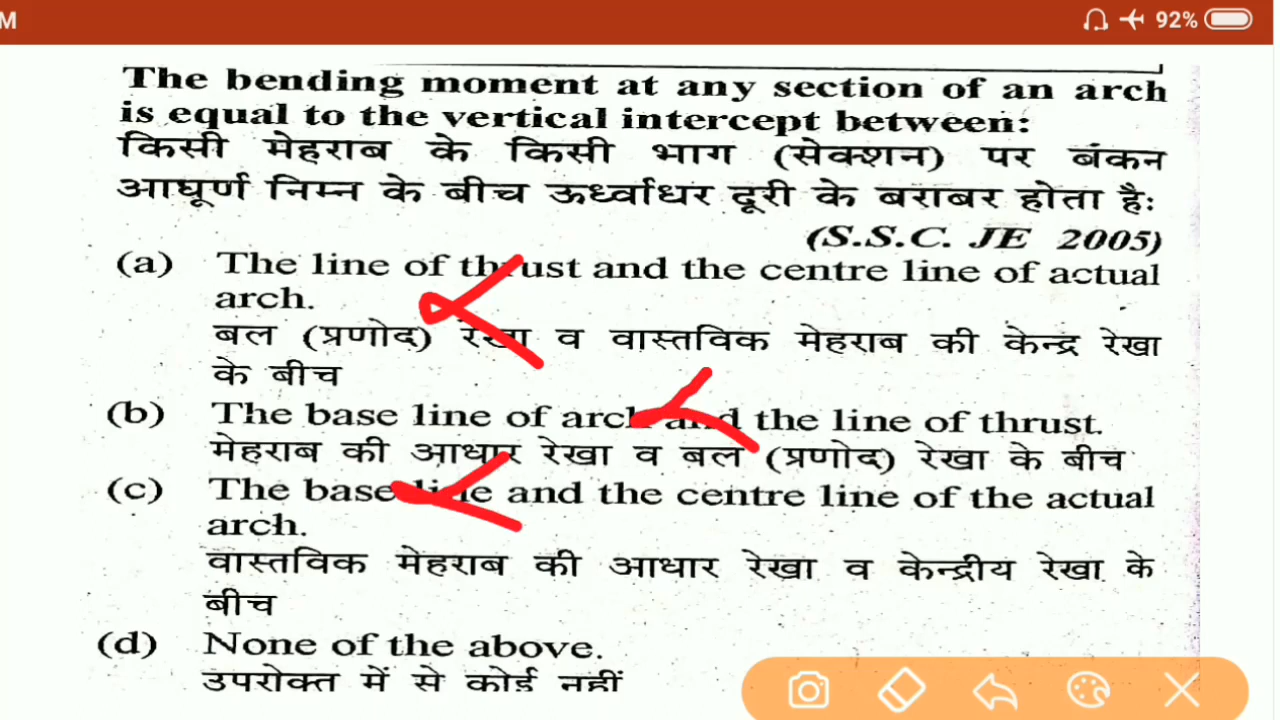 M
92%
The bending moment at any section of an arch
is equal to the vertical intercept between:
किसी मेहराब के किसी भाग (सेक्शन) पर बंकन
आघूर्ण निम्न के बीच ऊर्ध्वाधर दूरी के बराबर होता है:
(S.S.C. JE 2005)
(a) The line of thrust and the centre line of actual
arch.
बल (प्रणोद) रेखा व वास्तविक मेहराब की केन्द्र रेखा
के बीच
(b) The base line of arch and the line of thrust.
मेहराब की आधार रेखा व बल (प्रणोद) रेखा के बीच
(c) The base line and the centre line of the actual
arch.
वास्तविक मेहराब की आधार रेखा व केन्द्रीय रेखा के
बीच
(d) None of the above.
उपरोक्त में से कोई नहीं